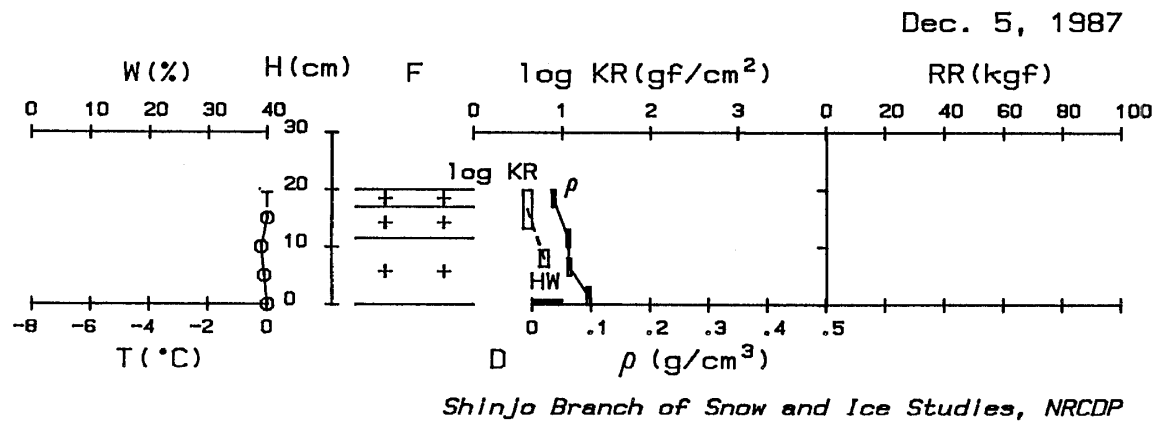 Dec. 5, 1987
W(%) H(cm) F log KR(gf/cm²) RR(kgf)
0 10 20 30 40 0 1 2 3 0 20 40 60 80 100
30
log KR
20 ρ
T
10
HW
0
-8 -6 -4 -2 0 0 .1 .2 .3 .4 .5
T(°C) D ρ(g/cm³)
Shinjo Branch of Snow and Ice Studies, NRCDP